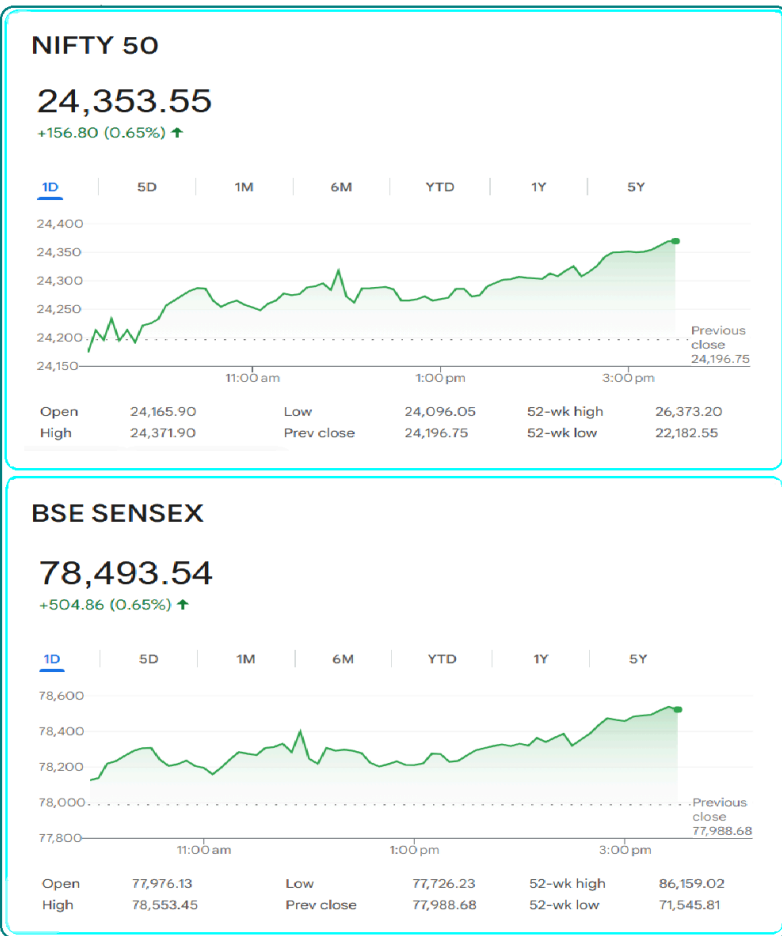 NIFTY 50
24,353.55
+156.80 (0.65%)
1D 5D 1M 6M YTD 1Y 5Y
24,400
24,350
24,300
24,250
24,200
24,150
Previous
close
24,196.75
11:00 am 1:00 pm 3:00 pm
Open 24,165.90 Low 24,096.05 52-wk high 26,373.20
High 24,371.90 Prev close 24,196.75 52-wk low 22,182.55
BSE SENSEX
78,493.54
+504.86 (0.65%)
1D 5D 1M 6M YTD 1Y 5Y
78,600
78,400
78,200
78,000
77,800
Previous
close
77,988.68
11:00 am 1:00 pm 3:00 pm
Open 77,976.13 Low 77,726.23 52-wk high 86,159.02
High 78,553.45 Prev close 77,988.68 52-wk low 71,545.81